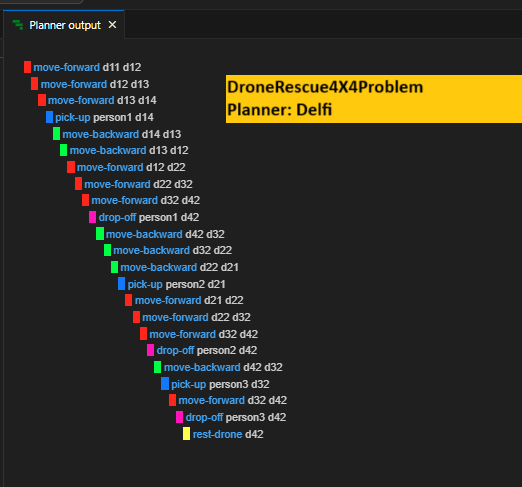 Planner output
move-forward d11 d12
move-forward d12 d13
move-forward d13 d14
pick-up person1 d14
move-backward d14 d13
move-backward d13 d12
move-forward d12 d22
move-forward d22 d32
move-forward d32 d42
drop-off person1 d42
move-backward d42 d32
move-backward d32 d22
move-backward d22 d21
pick-up person2 d21
move-forward d21 d22
move-forward d22 d32
move-forward d32 d42
drop-off person2 d42
move-backward d42 d32
pick-up person3 d32
move-forward d32 d42
drop-off person3 d42
rest-drone d42
DroneRescue4X4Problem
Planner: Delfi